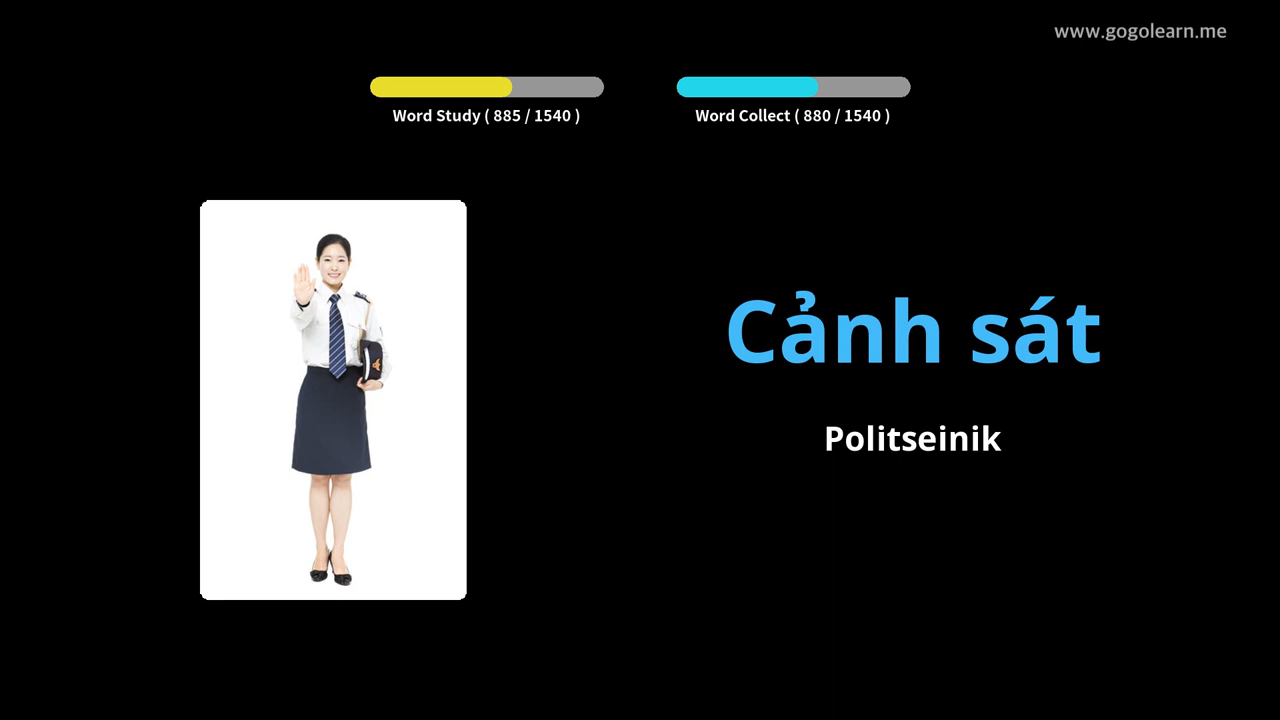 www.gogolearn.me
Word Study ( 885 / 1540 )
Word Collect ( 880 / 1540 )
Cảnh sát
Politseinik